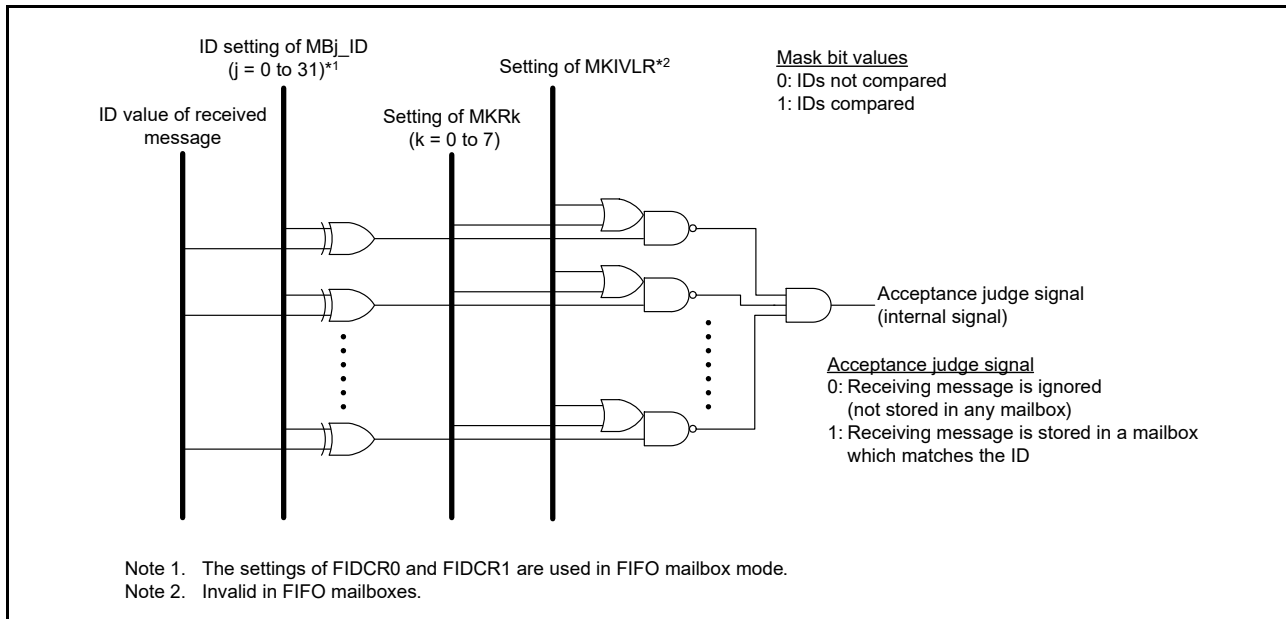 ID setting of MBj_ID
(j = 0 to 31)*1
Setting of MKIVLR*2
Mask bit values
0: IDs not compared
1: IDs compared
ID value of received
message
Setting of MKRk
(k = 0 to 7)
Acceptance judge signal
(internal signal)
Acceptance judge signal
0: Receiving message is ignored
(not stored in any mailbox)
1: Receiving message is stored in a mailbox
which matches the ID
Note 1. The settings of FIDCR0 and FIDCR1 are used in FIFO mailbox mode.
Note 2. Invalid in FIFO mailboxes.